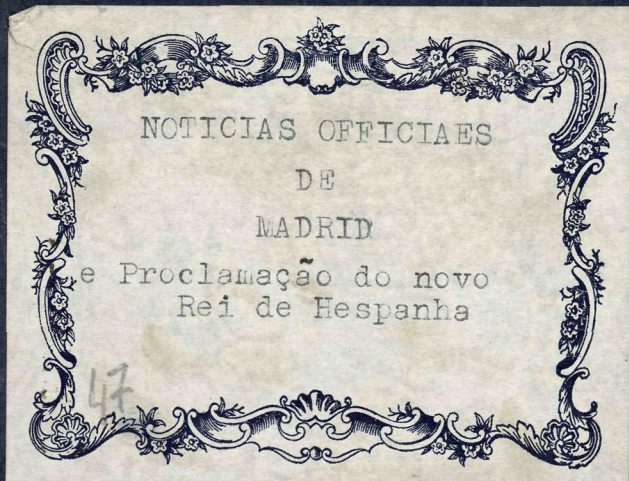 NOTICIAS OFFICIAES
DE
MADRID
e Proclamação do novo
Rei de Hespanha
47